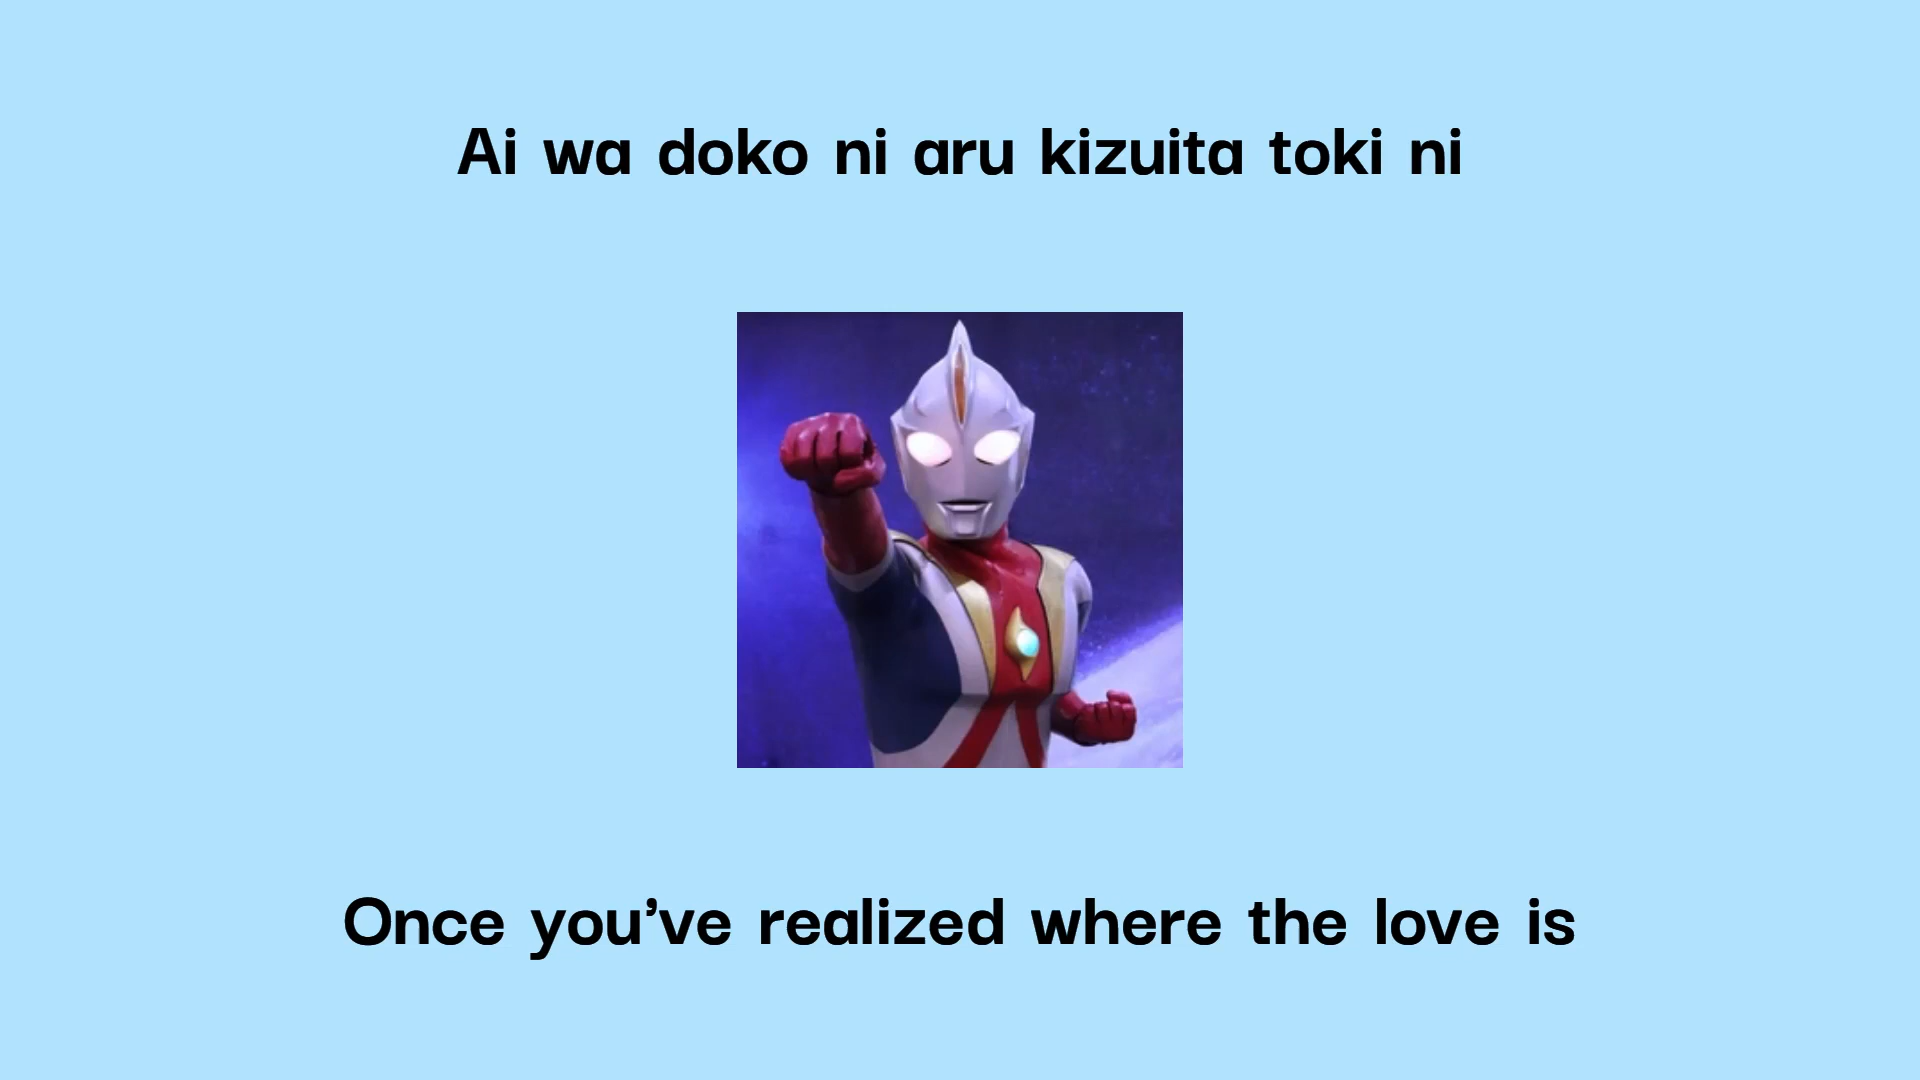 Ai wa doko ni aru kizuita toki ni
Once you’ve realized where the love is